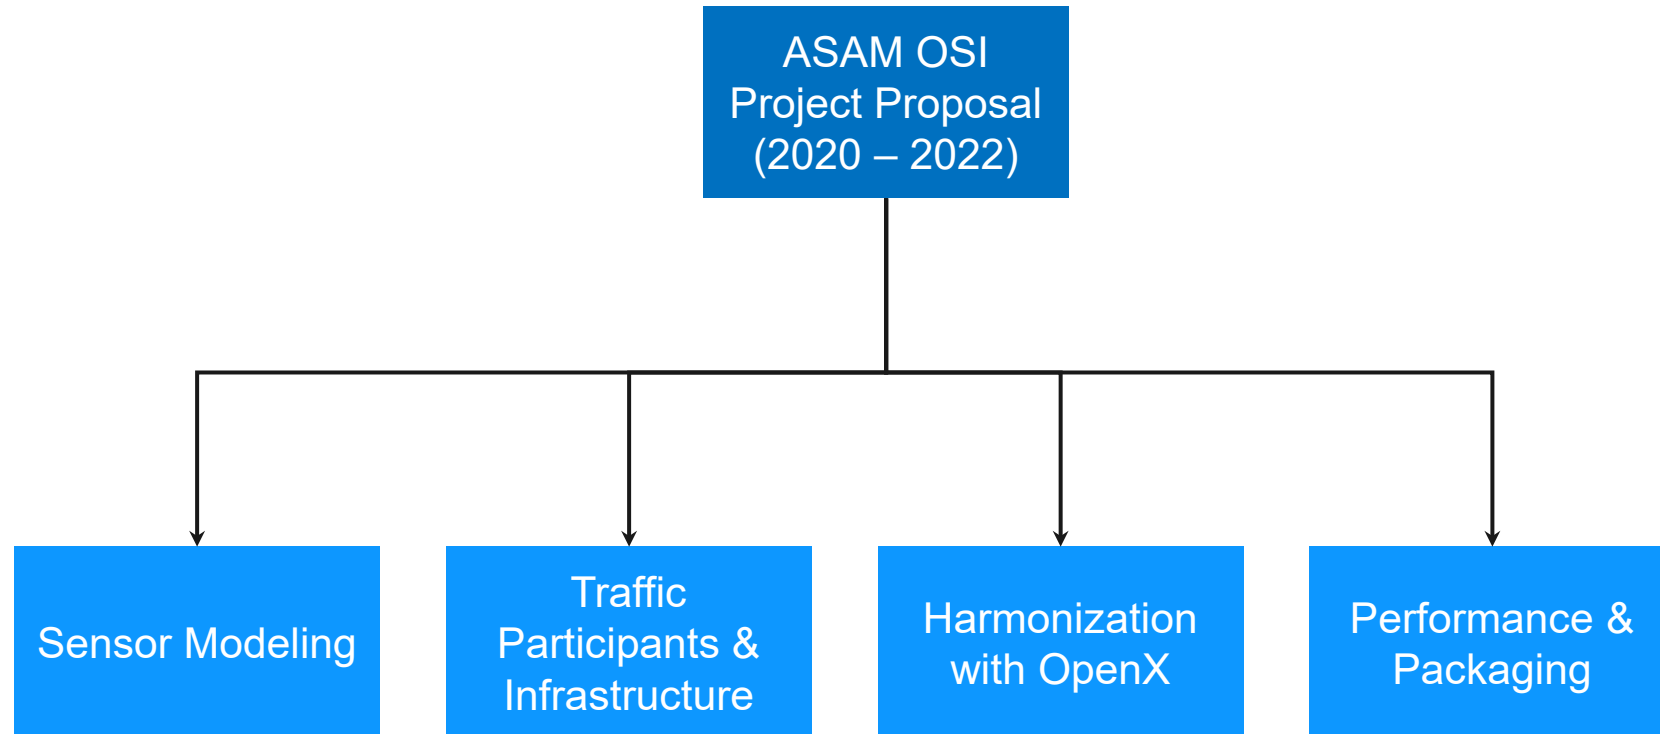 ASAM OSI
Project Proposal
(2020 – 2022)
Sensor Modeling
Traffic
Participants &
Infrastructure
Harmonization
with OpenX
Performance &
Packaging